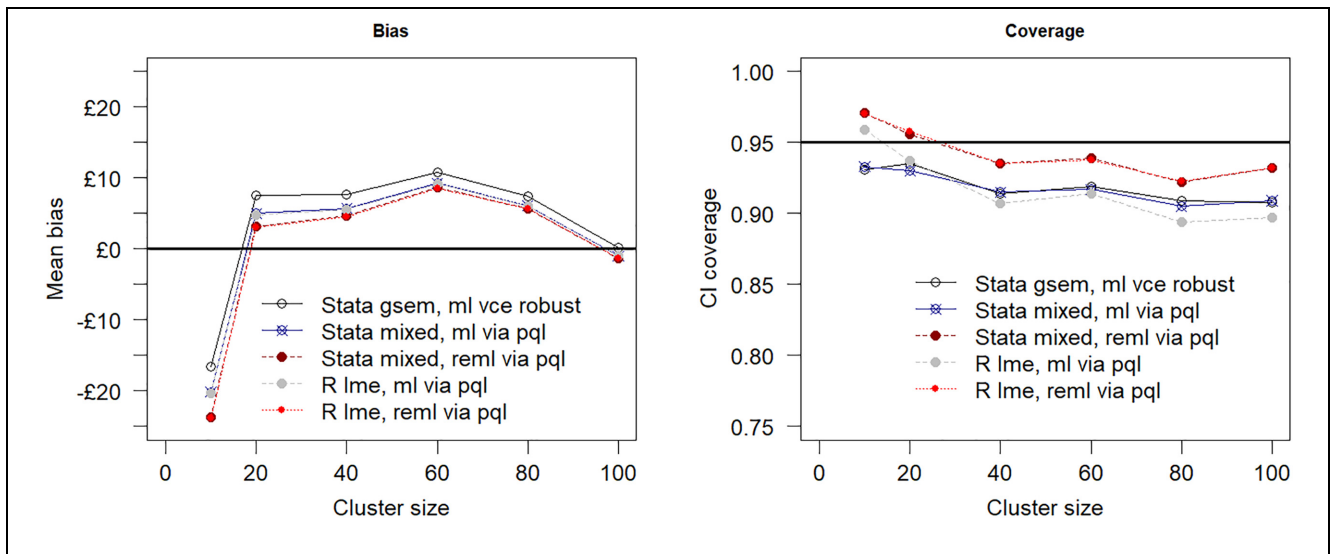 Bias
£20
£10
£0
-£10
-£20
Mean bias
Stata gsem, ml vce robust
Stata mixed, ml via pql
Stata mixed, reml via pql
R lme, ml via pql
R lme, reml via pql
0 20 40 60 80 100
Cluster size
Coverage
1.00
0.95
0.90
0.85
0.80
0.75
CI coverage
Stata gsem, ml vce robust
Stata mixed, ml via pql
Stata mixed, reml via pql
R lme, ml via pql
R lme, reml via pql
0 20 40 60 80 100
Cluster size